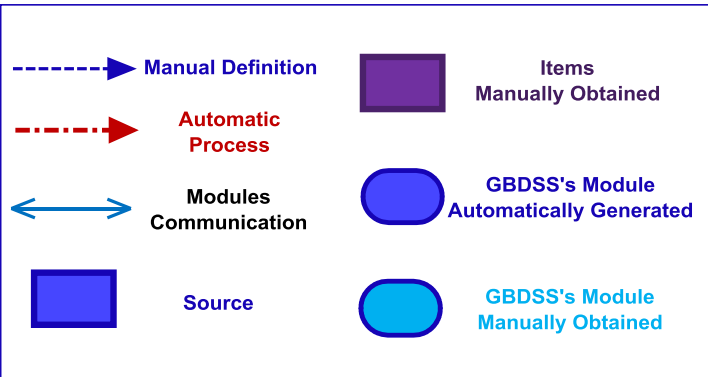 Manual Definition
Automatic
Process
Modules
Communication
Source
Items
Manually Obtained
GBDSS's Module
Automatically Generated
GBDSS's Module
Manually Obtained